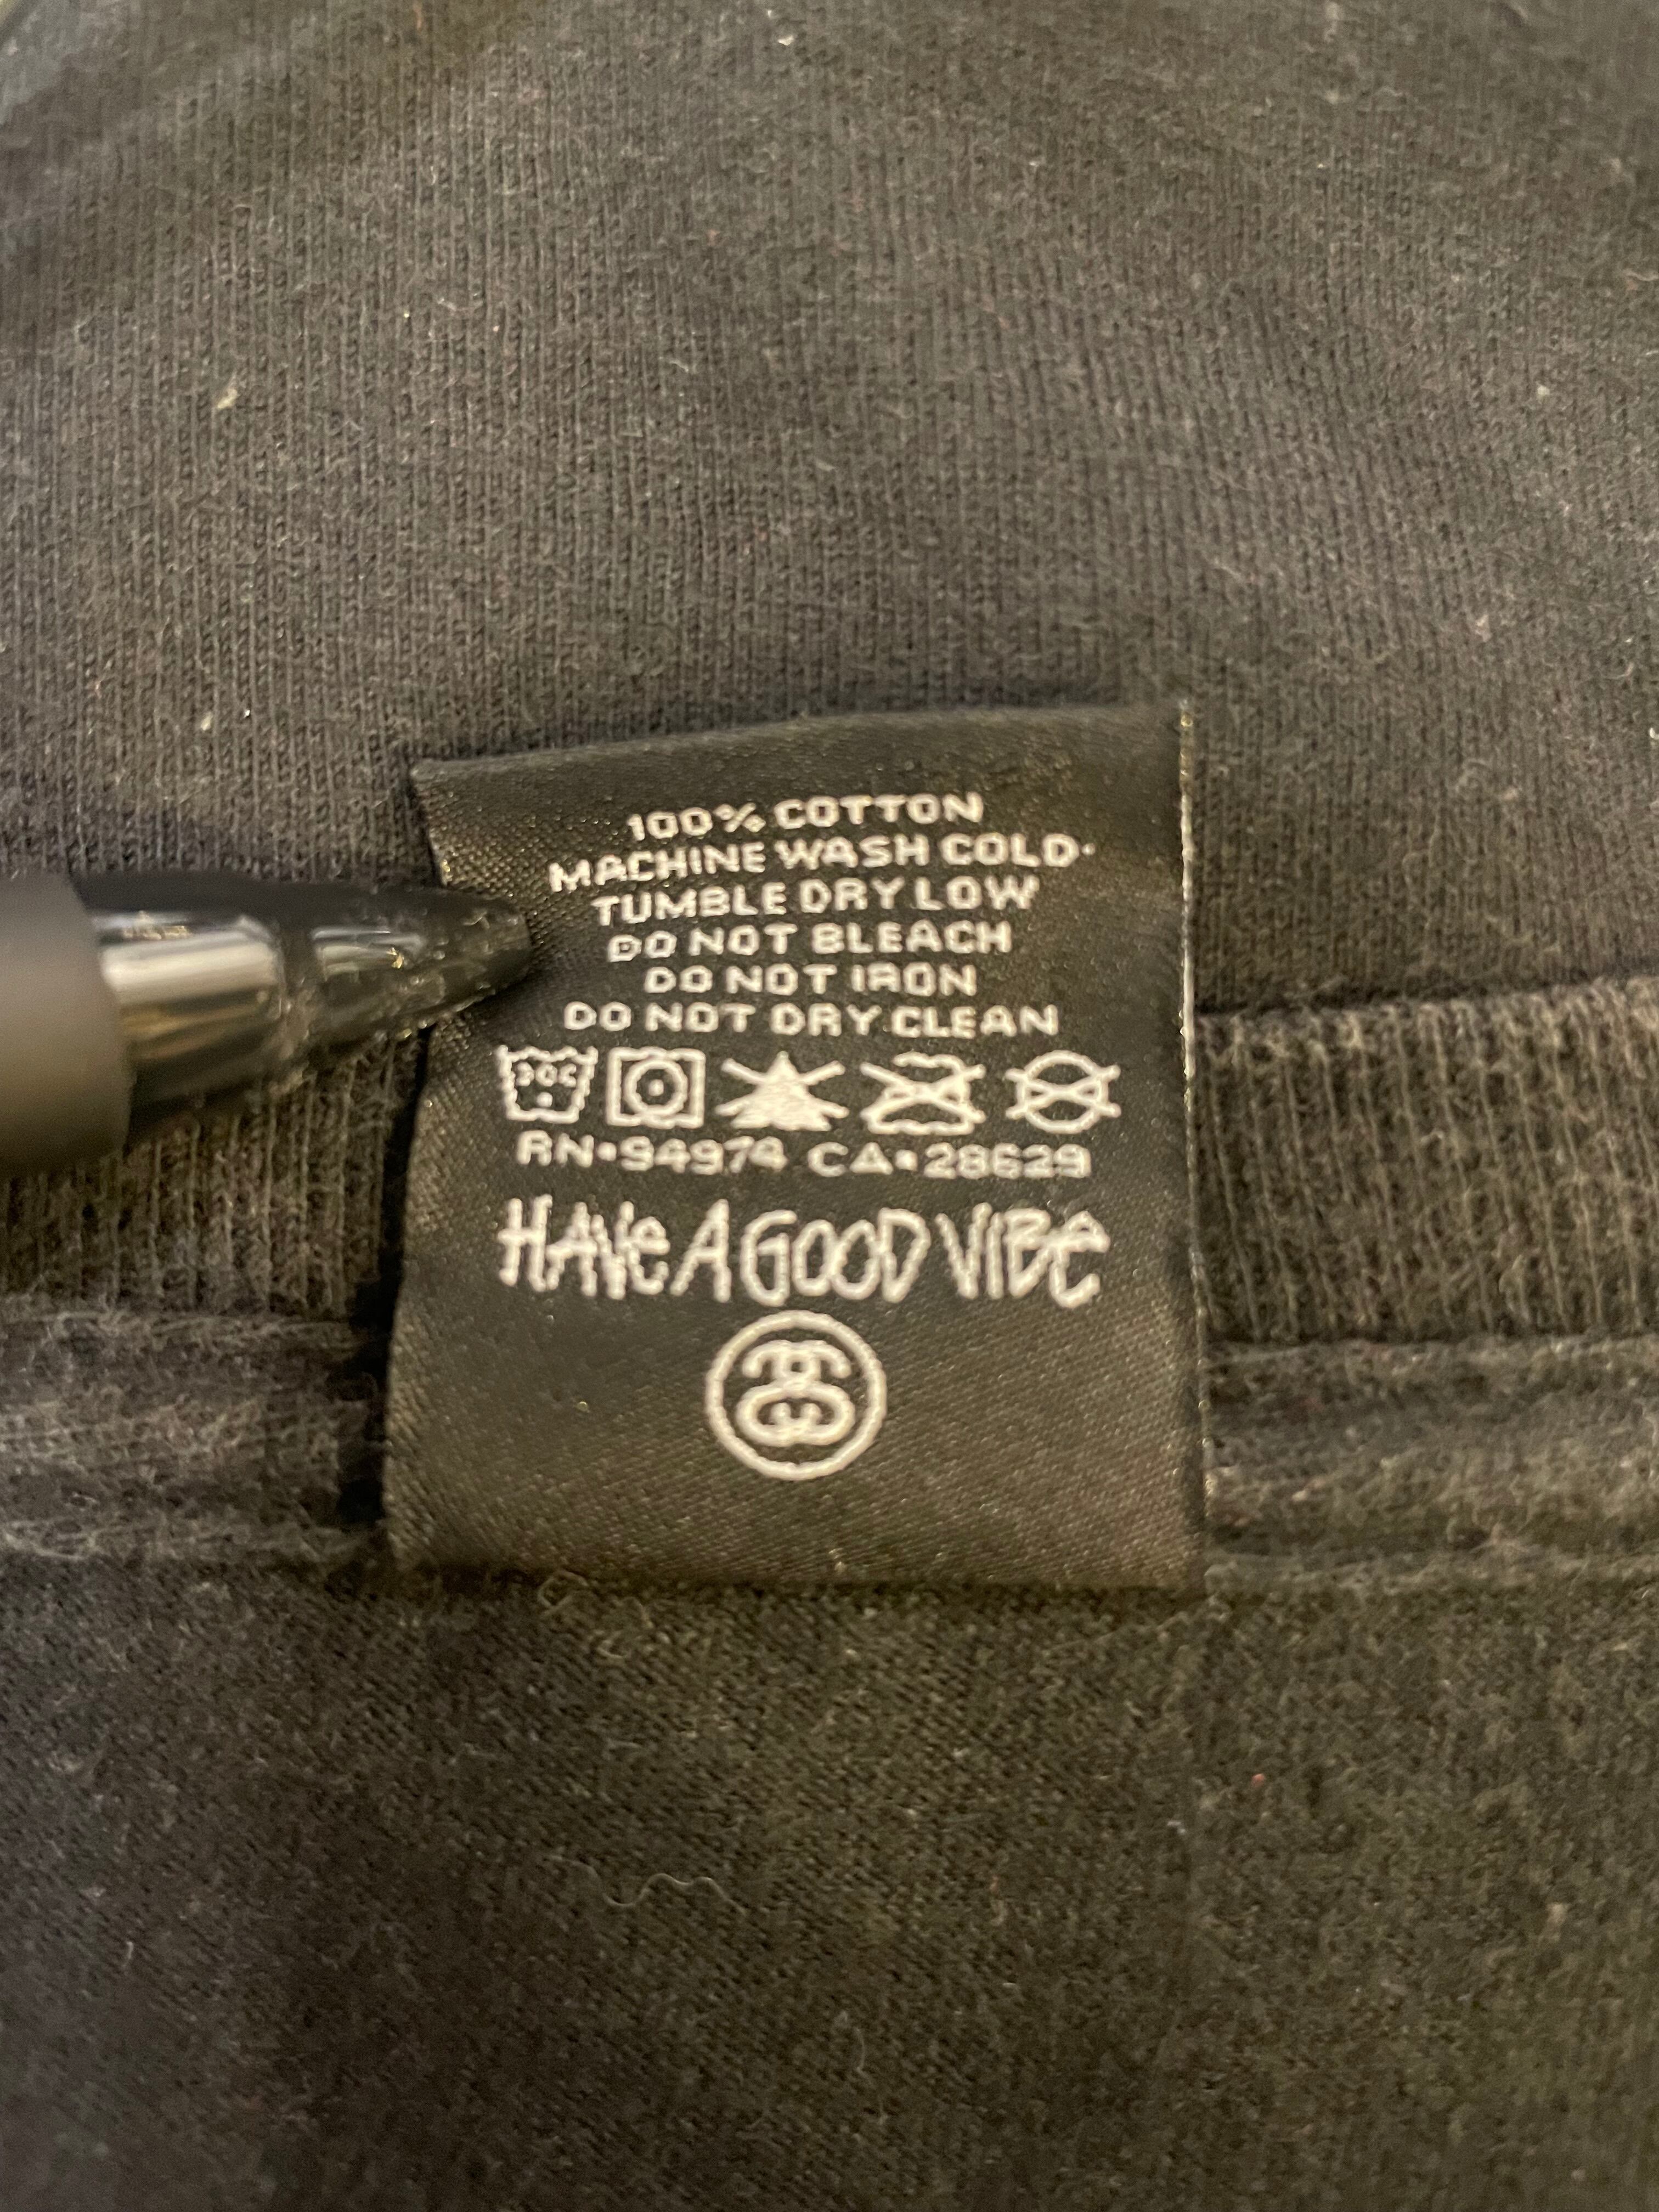 100% COTTON
MACHINE WASH COLD·
TUMBLE DRY LOW
DO NOT BLEACH
DO NOT IRON
DO NOT DRY CLEAN
30C
RN•94974 CA•28629
HAVE A GOOD VIBE